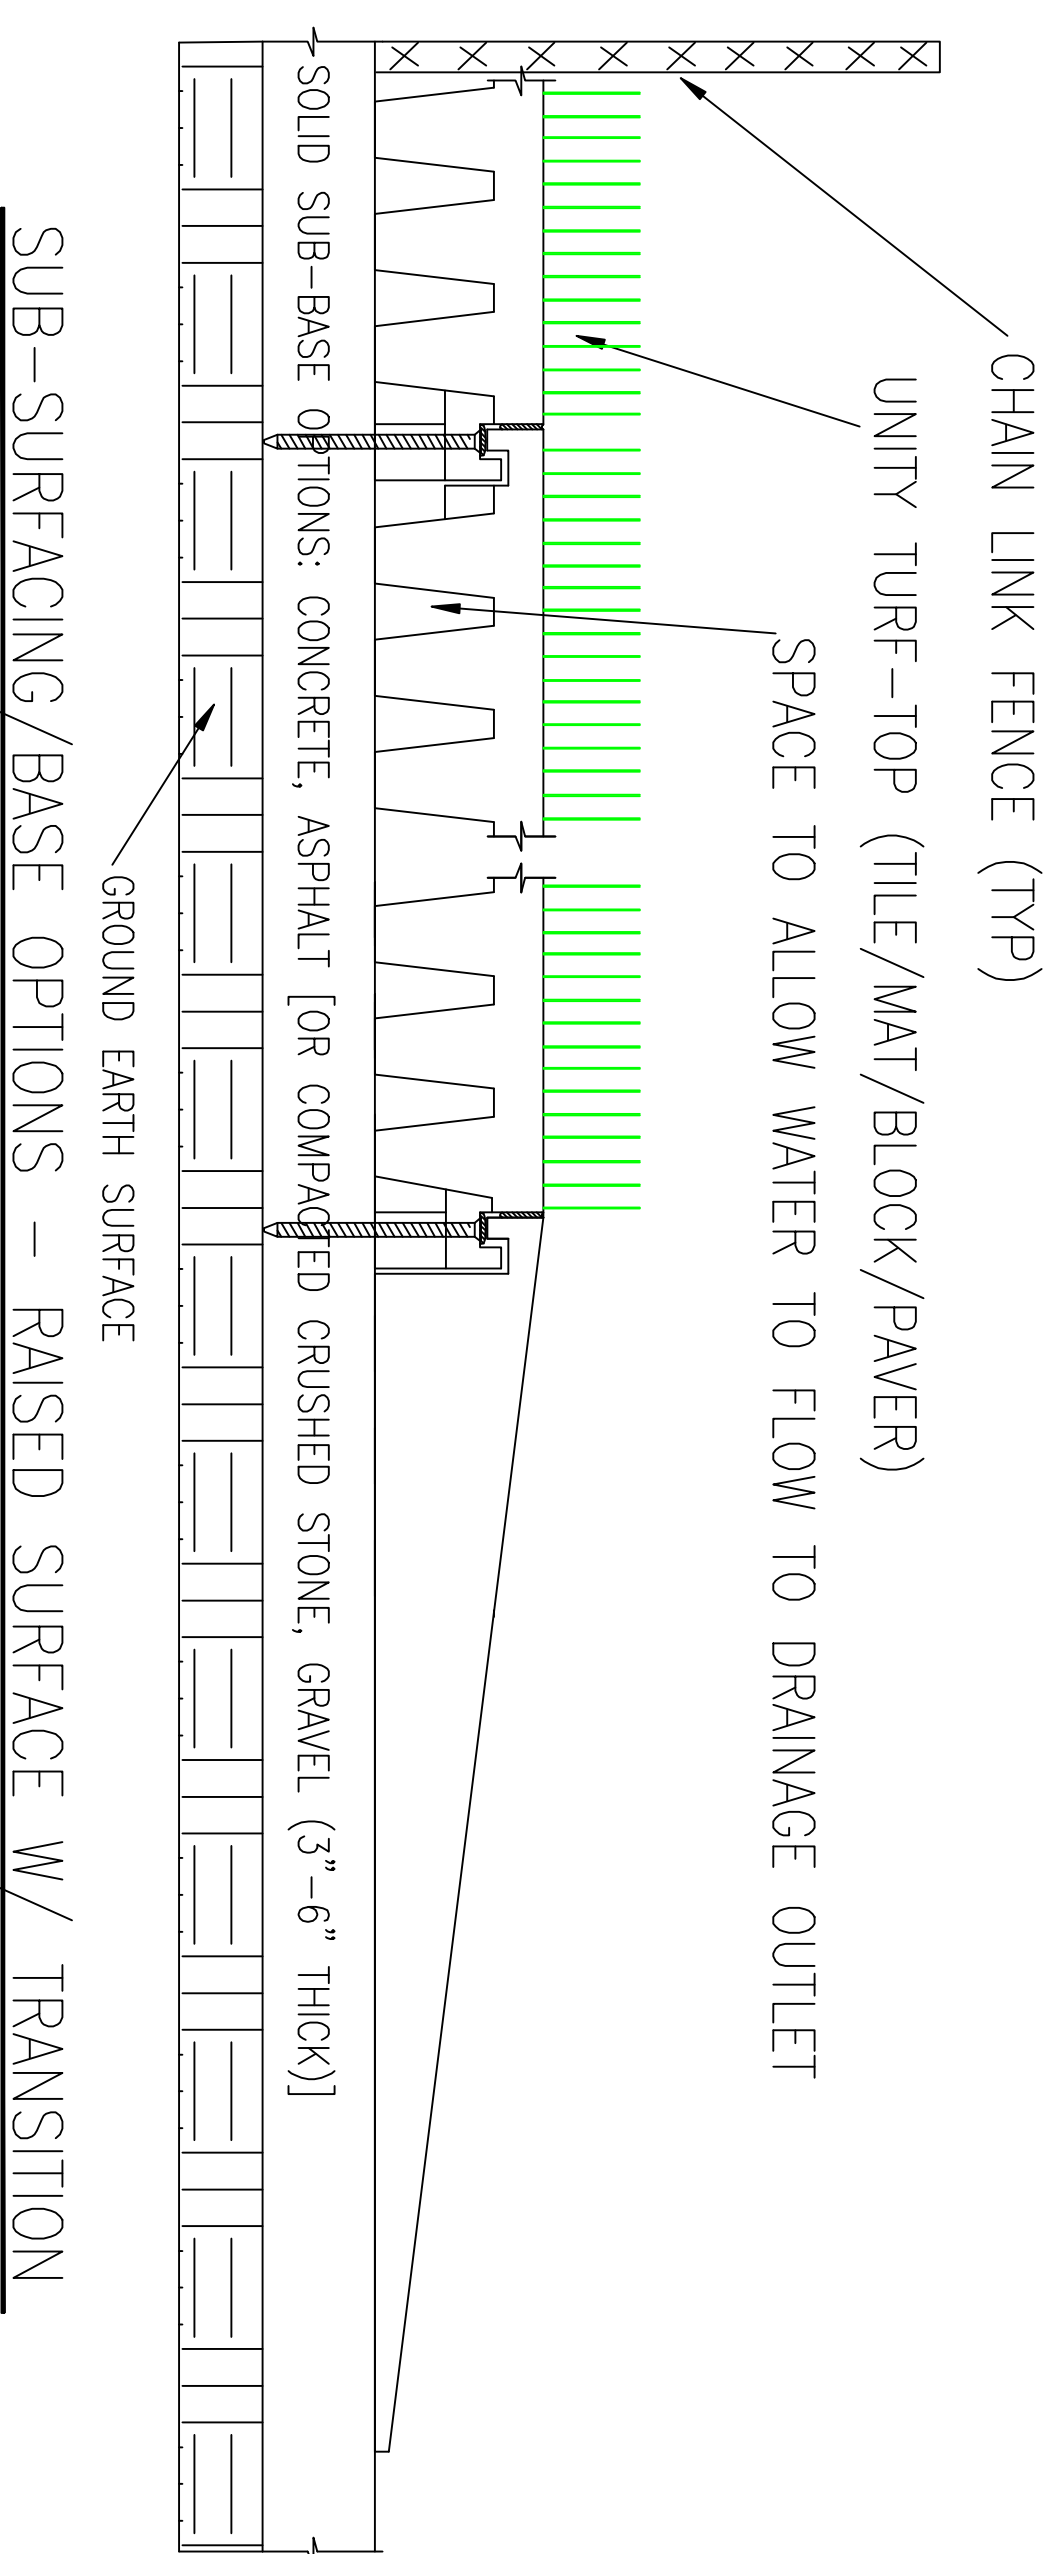 CHAIN LINK FENCE (TYP)
UNITY TURF-TOP (TILE/MAT/BLOCK/PAVER)
SPACE TO ALLOW WATER TO FLOW TO DRAINAGE OUTLET
SOLID SUB-BASE OPTIONS: CONCRETE, ASPHALT [OR COMPACTED CRUSHED STONE, GRAVEL (3"-6" THICK)]
GROUND EARTH SURFACE
SUB-SURFACING/BASE OPTIONS - RAISED SURFACE W/ TRANSITION